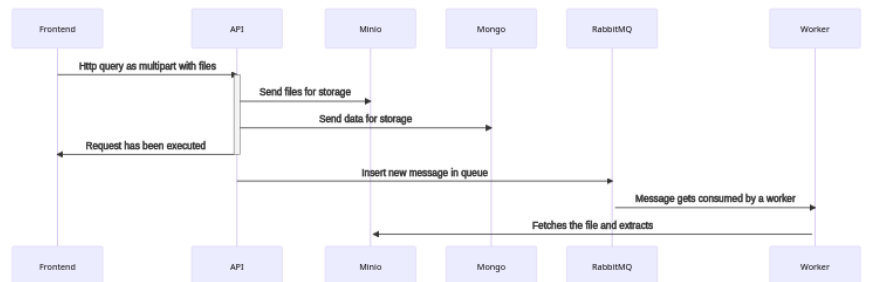 Frontend
API
Minio
Mongo
RabbitMQ
Worker
Http query as multipart with files
Send files for storage
Send data for storage
Request has been executed
Insert new message in queue
Message gets consumed by a worker
Fetches the file and extracts
Frontend
API
Minio
Mongo
RabbitMQ
Worker